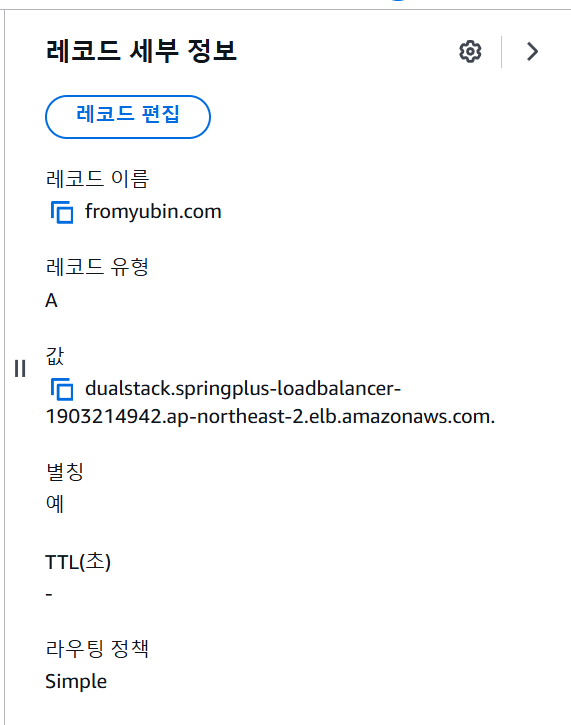 레코드 세부 정보
레코드 편집
레코드 이름
fromyubin.com
레코드 유형
A
값
dualstack.springplus-loadbalancer-
1903214942.ap-northeast-2.elb.amazonaws.com.
별칭
예
TTL(초)
-
라우팅 정책
Simple